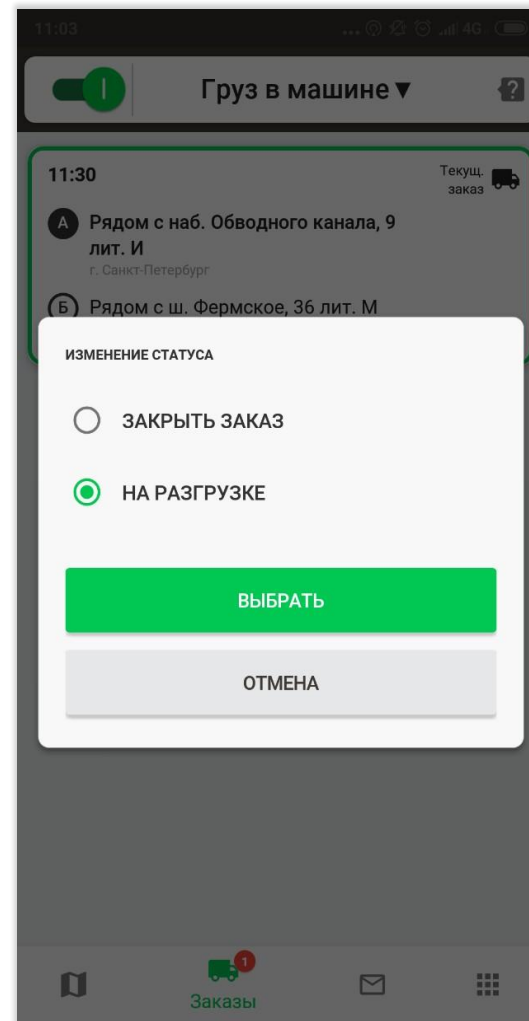 11:03
... 4G
Груз в машине ▾
?
11:30
Текущ.
заказ
А Рядом с наб. Обводного канала, 9
лит. И
г. Санкт-Петербург
Б Рядом с ш. Фермское, 36 лит. М
ИЗМЕНЕНИЕ СТАТУСА
ЗАКРЫТЬ ЗАКАЗ
НА РАЗГРУЗКЕ
ВЫБРАТЬ
ОТМЕНА
1
Заказы